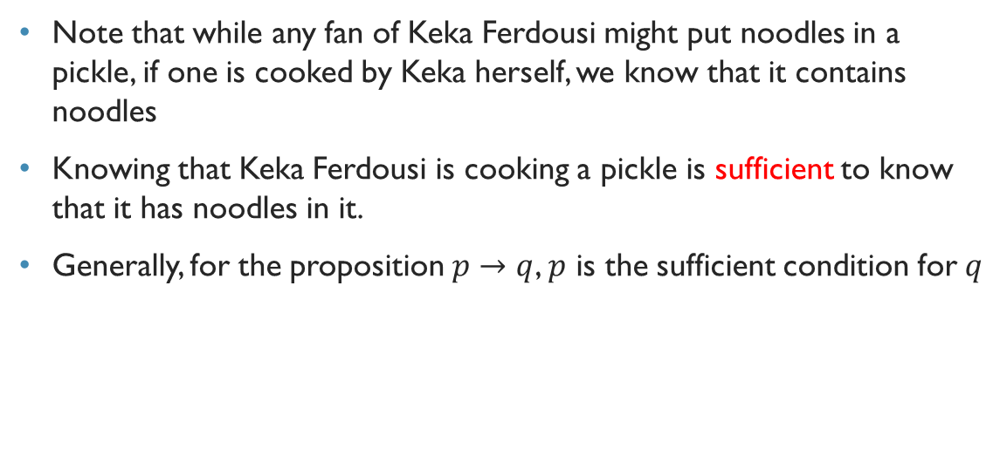 • Note that while any fan of Keka Ferdousi might put noodles in a
pickle, if one is cooked by Keka herself, we know that it contains
noodles
• Knowing that Keka Ferdousi is cooking a pickle is sufficient to know
that it has noodles in it.
• Generally, for the proposition p → q, p is the sufficient condition for q